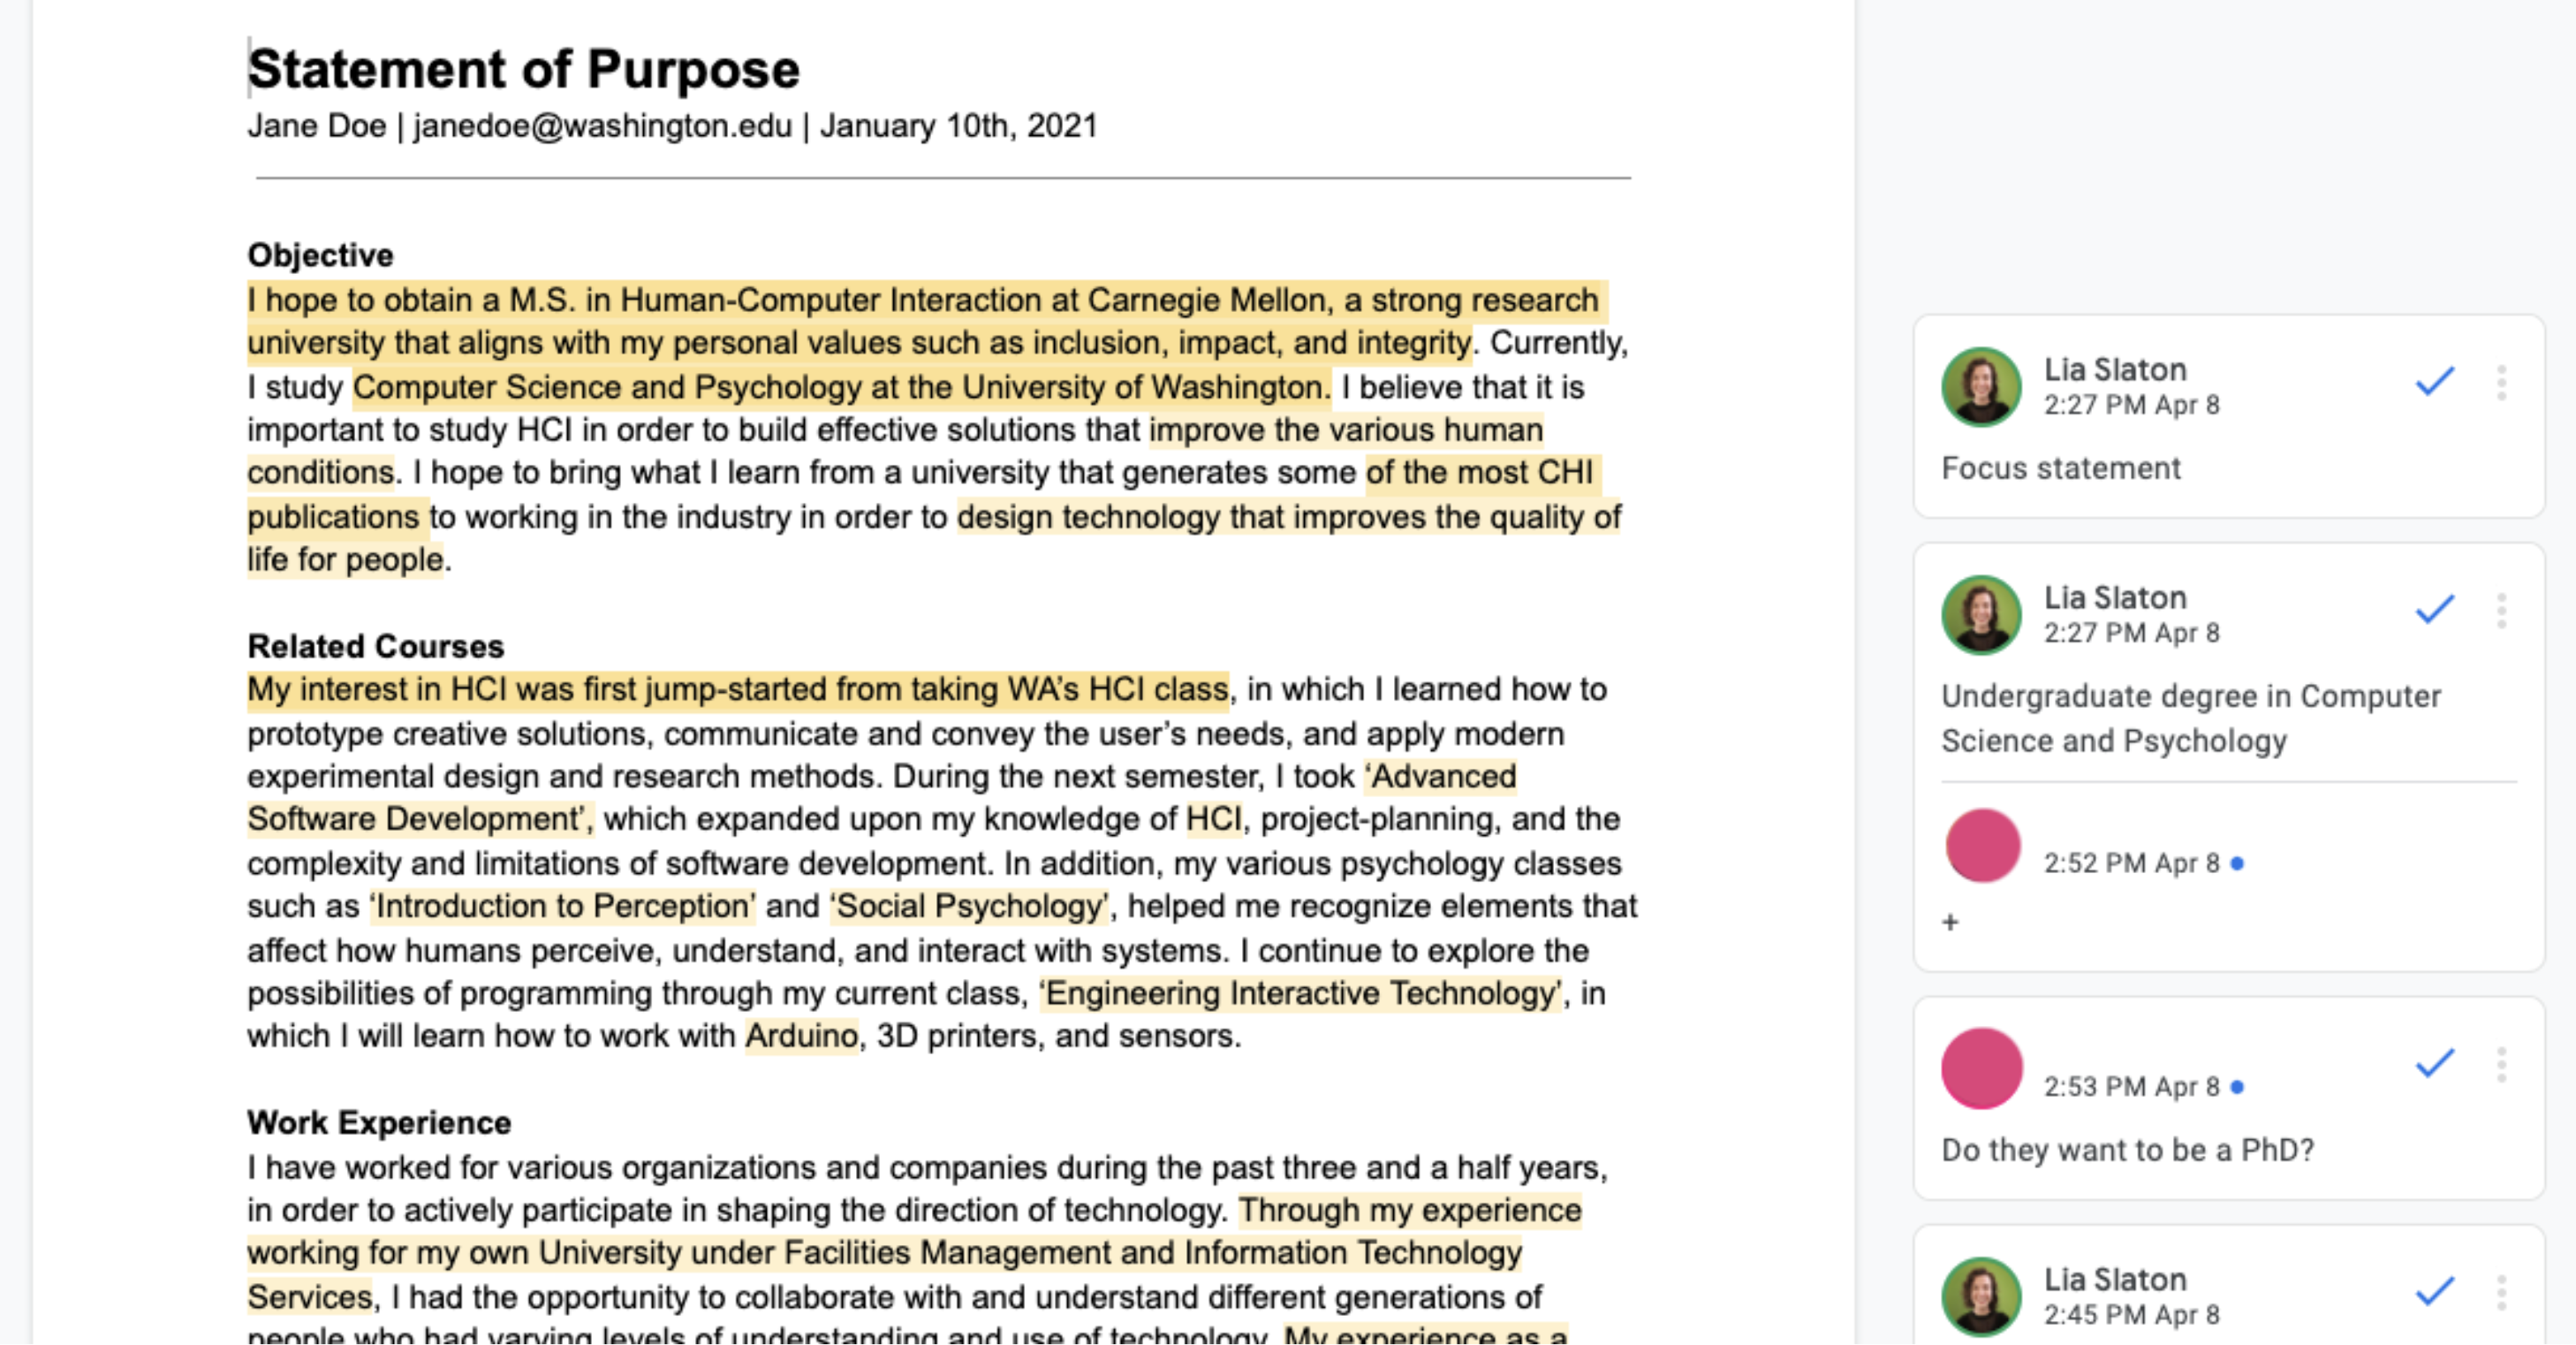 Statement of Purpose
Jane Doe | janedoe@washington.edu | January 10th, 2021
Objective
I hope to obtain a M.S. in Human-Computer Interaction at Carnegie Mellon, a strong research
university that aligns with my personal values such as inclusion, impact, and integrity. Currently,
I study Computer Science and Psychology at the University of Washington. I believe that it is
important to study HCI in order to build effective solutions that improve the various human
conditions. I hope to bring what I learn from a university that generates some of the most CHI
publications to working in the industry in order to design technology that improves the quality of
life for people.
Related Courses
My interest in HCI was first jump-started from taking WA’s HCI class, in which I learned how to
prototype creative solutions, communicate and convey the user’s needs, and apply modern
experimental design and research methods. During the next semester, I took ‘Advanced
Software Development’, which expanded upon my knowledge of HCI, project-planning, and the
complexity and limitations of software development. In addition, my various psychology classes
such as ‘Introduction to Perception’ and ‘Social Psychology’, helped me recognize elements that
affect how humans perceive, understand, and interact with systems. I continue to explore the
possibilities of programming through my current class, ‘Engineering Interactive Technology’, in
which I will learn how to work with Arduino, 3D printers, and sensors.
Work Experience
I have worked for various organizations and companies during the past three and a half years,
in order to actively participate in shaping the direction of technology. Through my experience
working for my own University under Facilities Management and Information Technology
Services, I had the opportunity to collaborate with and understand different generations of
people who had varying levels of understanding and use of technology. My experience as a
Lia Slaton
2:27 PM Apr 8
Focus statement
Lia Slaton
2:27 PM Apr 8
Undergraduate degree in Computer
Science and Psychology
2:52 PM Apr 8
+
2:53 PM Apr 8
Do they want to be a PhD?
Lia Slaton
2:45 PM Apr 8